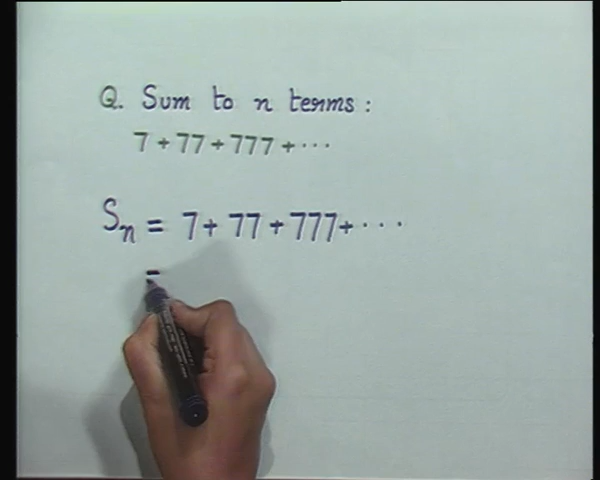 Q. Sum to n terms :
7 + 77 + 777 + ···
Sn = 7 + 77 + 777 + ····
=